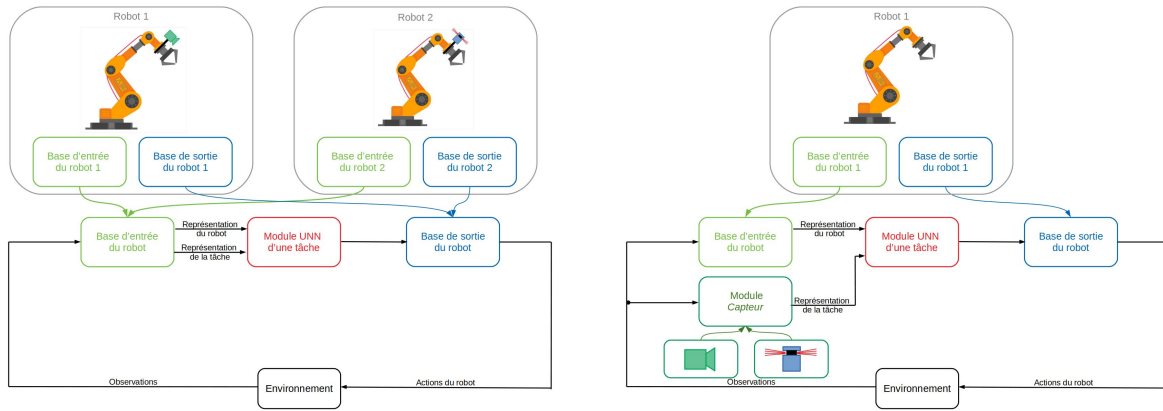 Robot 1
Robot 2
Base d'entrée
du robot 1
Base de sortie
du robot 1
Base d'entrée
du robot 2
Base de sortie
du robot 2
Base d'entrée
du robot
Représentation
du robot
Représentation
de la tâche
Module UNN
d'une tâche
Base de sortie
du robot
Observations
Environnement
Actions du robot
Robot 1
Base d'entrée
du robot 1
Base de sortie
du robot 1
Base d'entrée
du robot
Représentation
du robot
Module UNN
d'une tâche
Base de sortie
du robot
Module
Capteur
Représentation
de la tâche
Observations
Environnement
Actions du robot